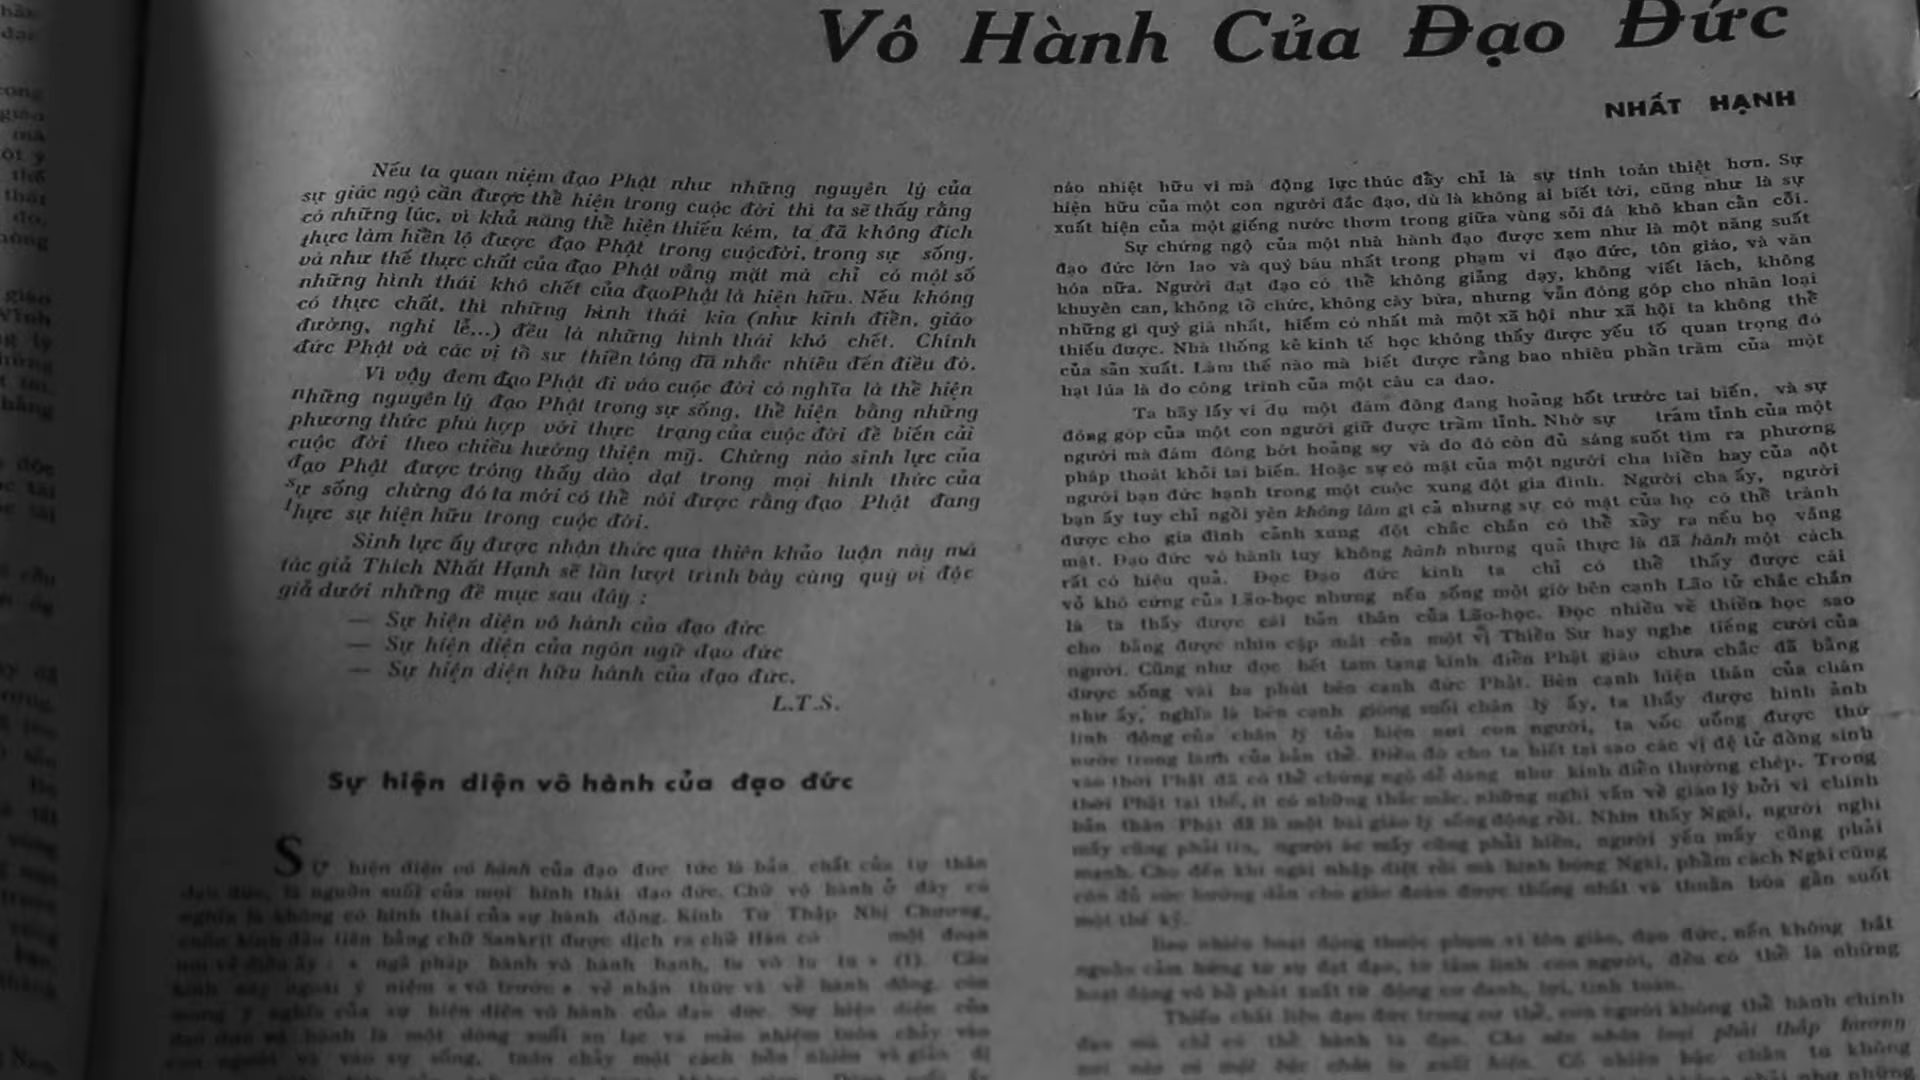 Vô Hành Của Đạo Đức
NHẤT HẠNH
Nếu ta quan niệm đạo Phật như những nguyên lý của
sự giác ngộ cần được thể hiện trong cuộc đời thì ta sẽ thấy rằng
có những lúc, vì khả năng thể hiện thiếu kém, ta đã không đích
thực làm hiển lộ được đạo Phật trong cuộcđời, trong sự sống,
và như thế thực chất của đạo Phật vắng mặt mà chỉ có một số
những hình thái khô chết của đạoPhật là hiện hữu. Nếu không
có thực chất, thì những hình thái kia (như kinh điển, giáo
đường, nghi lễ,..) đều là những hình thái khô chết. Chính
đức Phật và các vị tổ sư thiền tông đã nhắc nhiều đến điều đó.
Vì vậy đem đạo Phật đi vào cuộc đời có nghĩa là thể hiện
những nguyên lý đạo Phật trong sự sống, thể hiện bằng những
phương thức phù hợp với thực trạng của cuộc đời để biến cải
cuộc đời theo chiều hướng thiện mỹ. Chừng nào sinh lực của
đạo Phật được trông thấy dào dạt trong mọi hình thức của
sự sống chừng đó ta mới có thể nói được rằng đạo Phật đang
thực sự hiện hữu trong cuộc đời.
Sinh lực ấy được nhận thức qua thiên khảo luận này mà
tác giả Thích Nhất Hạnh sẽ lần lượt trình bày cùng quý vị độc
giả dưới những đề mục sau đây :
— Sự hiện diện vô hành của đạo đức
— Sự hiện diện của ngôn ngữ đạo đức
— Sự hiện diện hữu hành của đạo đức.
L.T.S.
Sự hiện diện vô hành của đạo đức
SỰ hiện diện vô hành của đạo đức tức là bản chất của tự thân
đạo đức, là nguồn suối của mọi hình thái đạo đức. Chữ vô hành ở đây có
nghĩa là không có hình thái của sự hành động. Kinh Tứ Thập Nhị Chương,
cuốn kinh đầu tiên bằng chữ Sankrit được dịch ra chữ Hán có một đoạn
nói về điều ấy : « ngã pháp hành vô hành hạnh, tu vô tu tu » (1). Câu
kinh này ngoài ý niệm « vô trước » về nhận thức và về hành động, còn
mang ý nghĩa của sự hiện diện vô hành của đạo đức. Sự hiện diện của
đạo đức vô hành là một dòng suối an lạc và mầu nhiệm tuôn chảy vào
con người và vào sự sống, tuôn chảy một cách hồn nhiên và giản dị
náo nhiệt hữu vi mà động lực thúc đẩy chỉ là sự tính toán thiệt hơn. Sự
hiện hữu của một con người đắc đạo, dù là không ai biết tới, cũng như là sự
xuất hiện của một giếng nước thơm trong giữa vùng sỏi đá khô khan cằn cỗi.
Sự chứng ngộ của một nhà hành đạo được xem như là một năng suất
đạo đức lớn lao và quý báu nhất trong phạm vi đạo đức, tôn giáo, và văn
hóa nữa. Người đạt đạo có thể không giảng dạy, không viết lách, không
khuyên can, không tổ chức, không cày bừa, nhưng vẫn đóng góp cho nhân loại
những gì quý giá nhất, hiếm có nhất mà một xã hội như xã hội ta không thể
thiếu được. Nhà thống kê kinh tế học không thấy được yếu tố quan trọng đó
của sản xuất. Làm thế nào mà biết được rằng bao nhiêu phần trăm của một
hạt lúa là do công trình của một câu ca dao.
Ta hãy lấy ví dụ một đám đông đang hoảng hốt trước tai biến, và sự
đóng góp của một con người giữ được trầm tỉnh. Nhờ sự trầm tỉnh của một
người mà đám đông bớt hoảng sợ và do đó còn đủ sáng suốt tìm ra phương
pháp thoát khỏi tai biến. Hoặc sự có mặt của một người cha hiền hay của một
người bạn đức hạnh trong một cuộc xung đột gia đình. Người cha ấy, người
bạn ấy tuy chỉ ngồi yên không làm gì cả nhưng sự có mặt của họ có thể tránh
được cho gia đình cảnh xung đột chắc chắn có thể xẩy ra nếu họ vắng
mặt. Đạo đức vô hành tuy không hành nhưng quả thực là đã hành một cách
rất có hiệu quả. Đọc Đạo đức kinh ta chỉ có thể thấy được cái
vỏ khô cứng của Lão-học nhưng nếu sống một giờ bên cạnh Lão tử chắc chắn
là ta thấy được cái bản thân của Lão-học. Đọc nhiều về thiền học sao
cho bằng được nhìn cặp mắt của một vị Thiền Sư hay nghe tiếng cười của
người. Cũng như đọc hết tam tạng kinh điển Phật giáo chưa chắc đã bằng
được sống vài ba phút bên cạnh đức Phật. Bên cạnh hiện thân của chân
như ấy, nghĩa là bên cạnh giòng suối chân lý ấy, ta thấy được hình ảnh
linh động của chân lý tỏa hiện nơi con người, ta vốc uống được thứ
nước trong lành của bản thể. Điều đó cho ta biết tại sao các vị đệ tử đồng sinh
vào thời Phật đã có thể chứng ngộ dễ dàng như kinh điển thường chép. Trong
thời Phật tại thế, ít có những thắc mắc, những nghi vấn về giáo lý bởi vì chính
bản thân Phật đã là một bài giáo lý sống động rồi. Nhìn thấy Ngài, người nghi
mấy cũng phải tin, người ác mấy cũng phải hiền, người yếu mấy cũng phải
mạnh. Cho đến khi ngài nhập diệt rồi mà hình bóng Ngài, phẩm cách Ngài cũng
còn đủ sức hướng dẫn cho giáo đoàn được thống nhất và thuần hòa gần suốt
một thế kỷ.
Bao nhiêu hoạt động thuộc phạm vi tôn giáo, đạo đức, nến không bắt
nguồn cảm hứng từ sự đạt đạo, từ tâm linh con người, đều có thể là những
hoạt động vô bổ phát xuất từ động cơ danh, lợi, tính toán.
Thiếu chất liệu đạo đức trong cơ thể, con người không thể hành chính
đạo mà chỉ có thể hành tà đạo. Cho nên nhân loại phải thắp hương